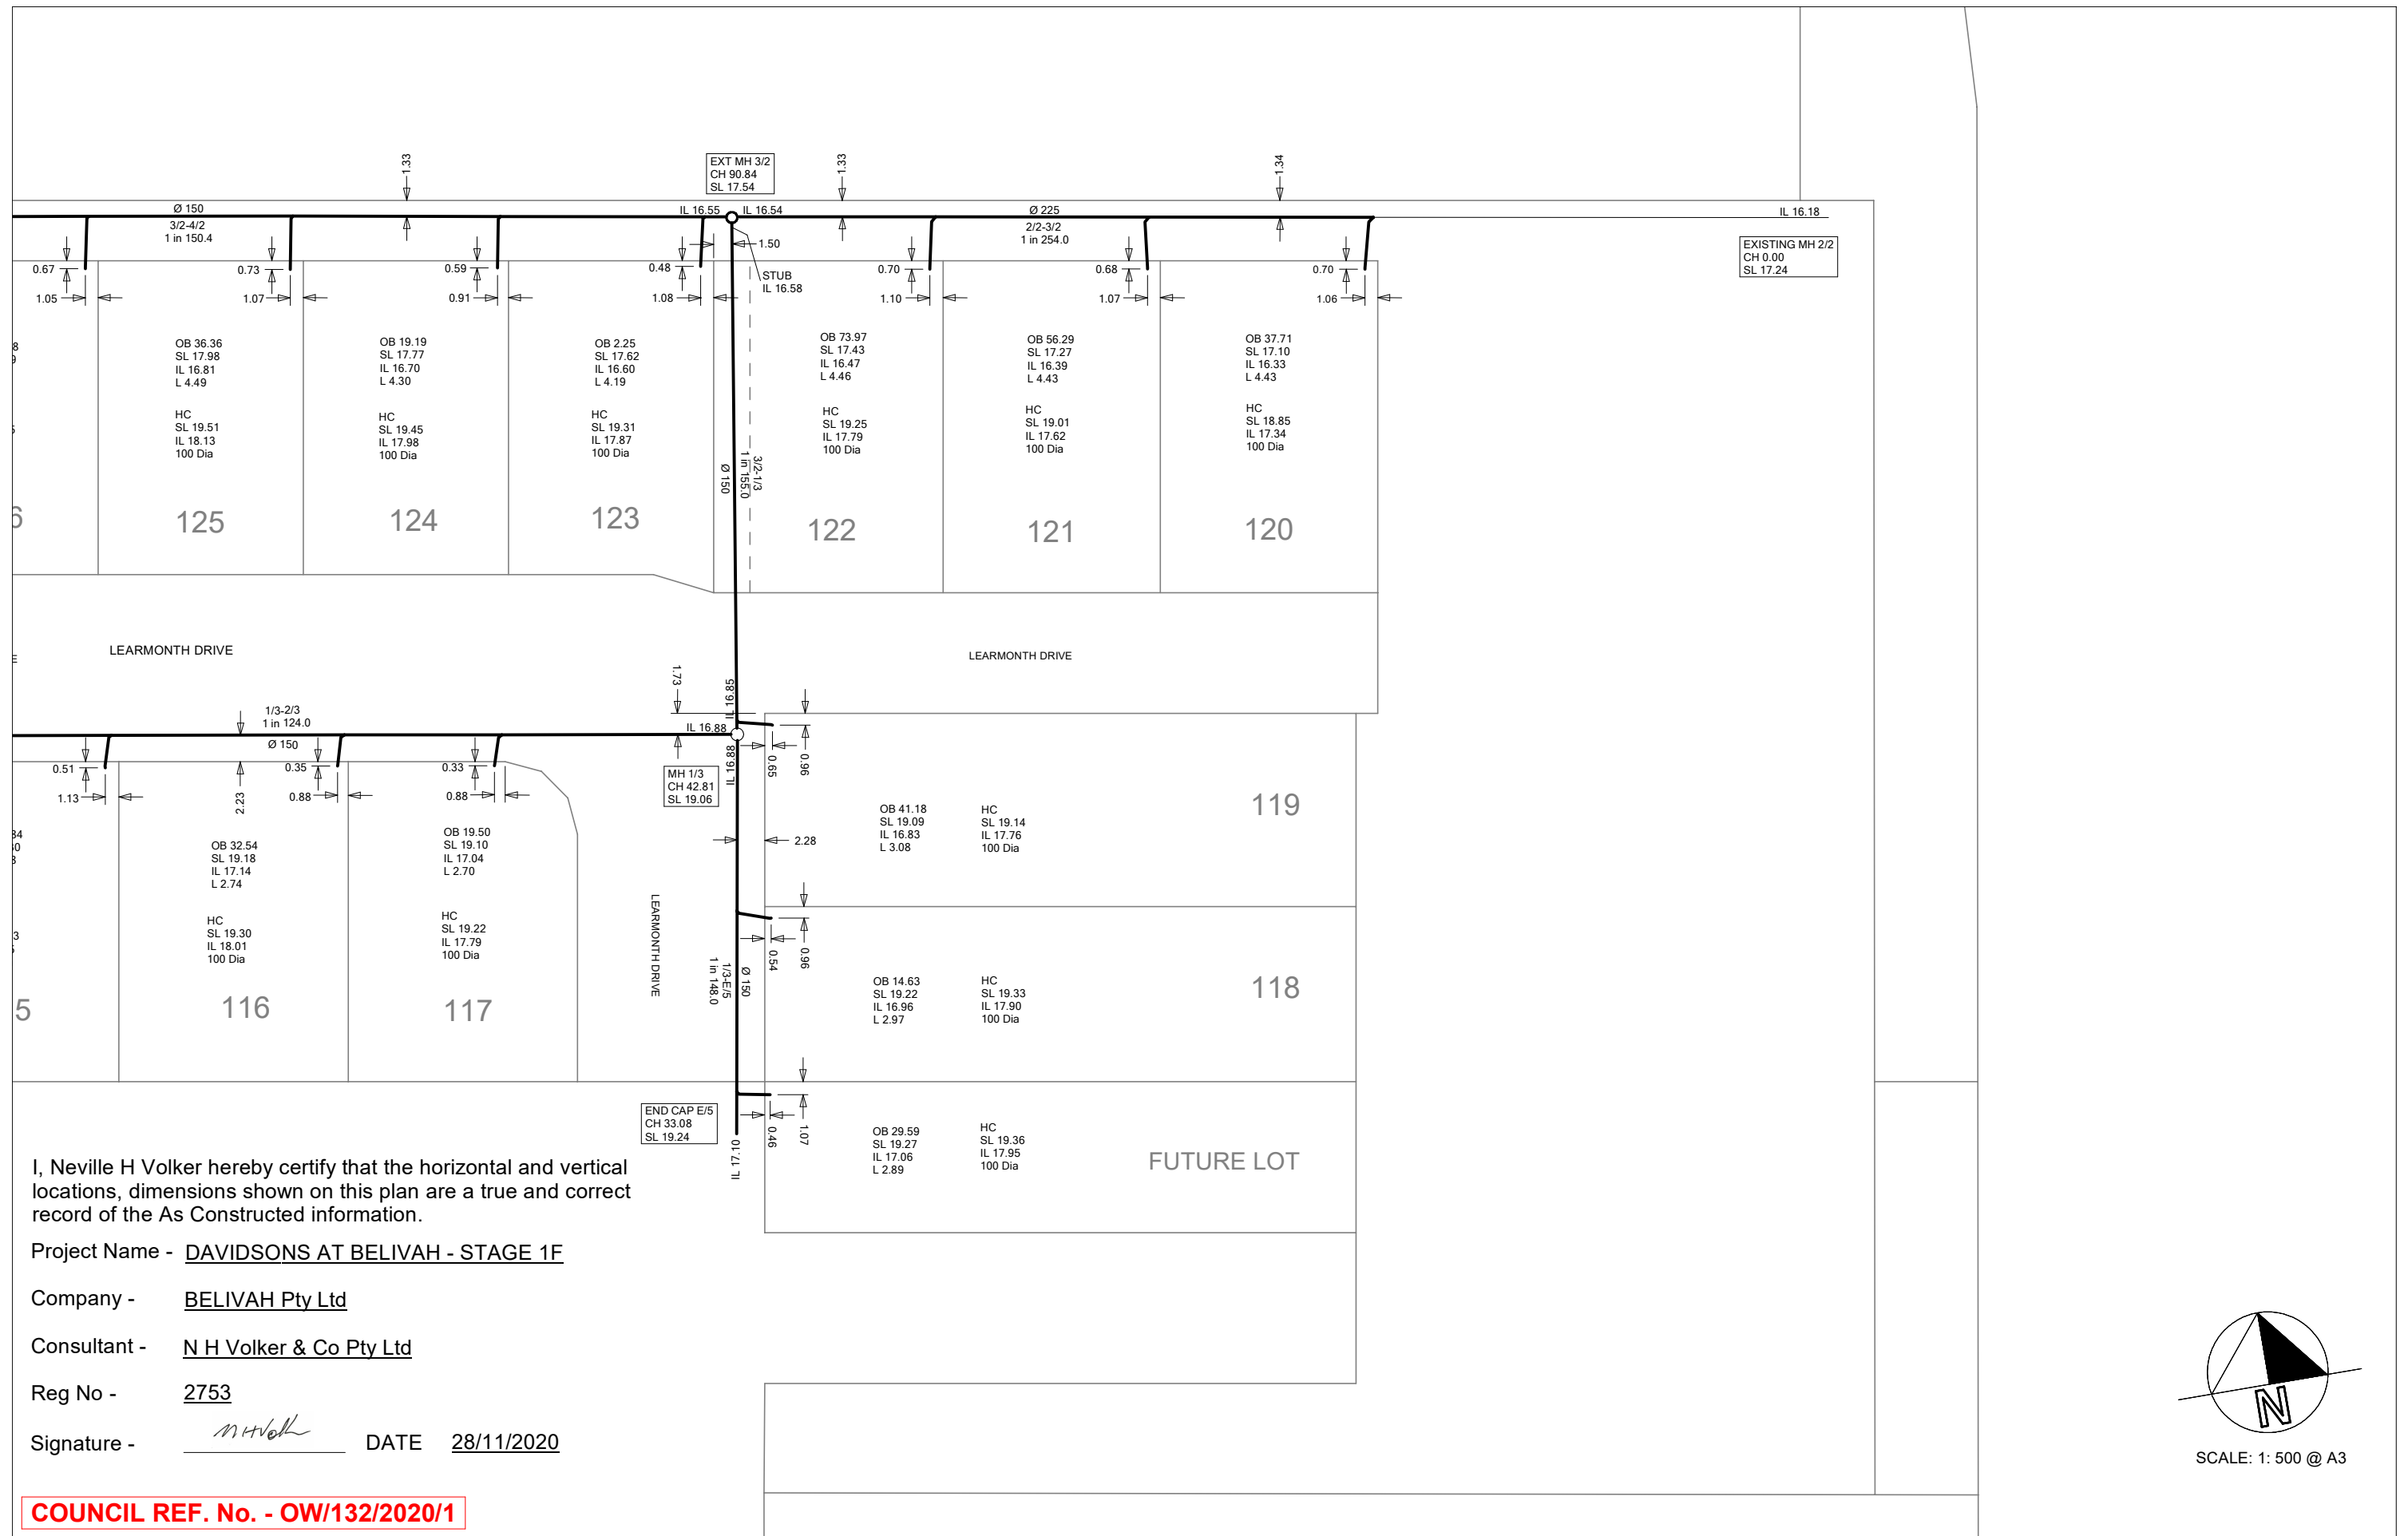 1.33
EXT MH 3/2
CH 90.84
SL 17.54
1.33
1.34
Ø 150
3/2-4/2
1 in 150.4
IL 16.55
IL 16.54
Ø 225
2/2-3/2
1 in 254.0
IL 16.18
EXISTING MH 2/2
CH 0.00
SL 17.24
1.50
STUB
IL 16.58
0.67
1.05
0.73
1.07
0.59
0.91
0.48
1.08
0.70
1.10
0.68
1.07
0.70
1.06
OB 36.36
SL 17.98
IL 16.81
L 4.49
HC
SL 19.51
IL 18.13
100 Dia
125
OB 19.19
SL 17.77
IL 16.70
L 4.30
HC
SL 19.45
IL 17.98
100 Dia
124
OB 2.25
SL 17.62
IL 16.60
L 4.19
HC
SL 19.31
IL 17.87
100 Dia
123
Ø 150
3/2-1/3
1 in 155.0
OB 73.97
SL 17.43
IL 16.47
L 4.46
HC
SL 19.25
IL 17.79
100 Dia
122
OB 56.29
SL 17.27
IL 16.39
L 4.43
HC
SL 19.01
IL 17.62
100 Dia
121
OB 37.71
SL 17.10
IL 16.33
L 4.43
HC
SL 18.85
IL 17.34
100 Dia
120
LEARMONTH DRIVE
LEARMONTH DRIVE
1/3-2/3
1 in 124.0
Ø 150
1.73
IL 16.85
IL 16.88
IL 16.88
MH 1/3
CH 42.81
SL 19.06
0.65
0.96
0.51
1.13
2.23
0.35
0.88
0.33
0.88
2.28
OB 32.54
SL 19.18
IL 17.14
L 2.74
HC
SL 19.30
IL 18.01
100 Dia
116
OB 19.50
SL 19.10
IL 17.04
L 2.70
HC
SL 19.22
IL 17.79
100 Dia
117
5
LEARMONTH DRIVE
1/3-E/5
1 in 148.0
Ø 150
0.54
0.96
OB 41.18
SL 19.09
IL 16.83
L 3.08
HC
SL 19.14
IL 17.76
100 Dia
119
OB 14.63
SL 19.22
IL 16.96
L 2.97
HC
SL 19.33
IL 17.90
100 Dia
118
END CAP E/5
CH 33.08
SL 19.24
IL 17.10
0.46
1.07
OB 29.59
SL 19.27
IL 17.06
L 2.89
HC
SL 19.36
IL 17.95
100 Dia
FUTURE LOT
I, Neville H Volker hereby certify that the horizontal and vertical
locations, dimensions shown on this plan are a true and correct
record of the As Constructed information.
Project Name - DAVIDSONS AT BELIVAH - STAGE 1F
Company - BELIVAH Pty Ltd
Consultant - N H Volker & Co Pty Ltd
Reg No - 2753
Signature - NHVolk DATE 28/11/2020
COUNCIL REF. No. - OW/132/2020/1
N
SCALE: 1: 500 @ A3